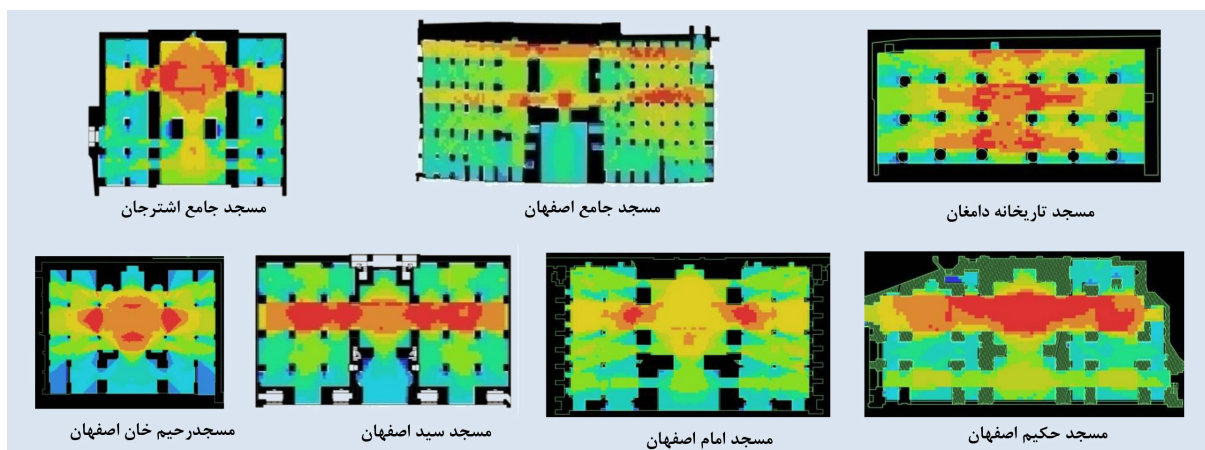 مسجد تاریخانه دامغان
مسجد جامع اصفهان
مسجد جامع اشترجان
مسجد حکیم اصفهان
مسجد امام اصفهان
مسجد سید اصفهان
مسجدرحیم خان اصفهان